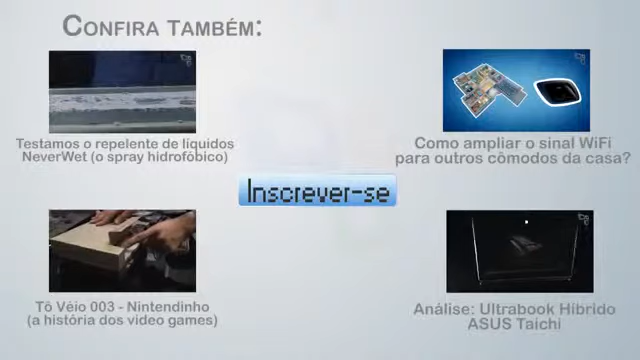 Confira Também:
Testamos o repelente de líquidos
NeverWet (o spray hidrofóbico)
Como ampliar o sinal WiFi
para outros cômodos da casa?
Inscrever-se
Tô Véio 003 - Nintendinho
(a história dos video games)
Análise: Ultrabook Híbrido
ASUS Taichi